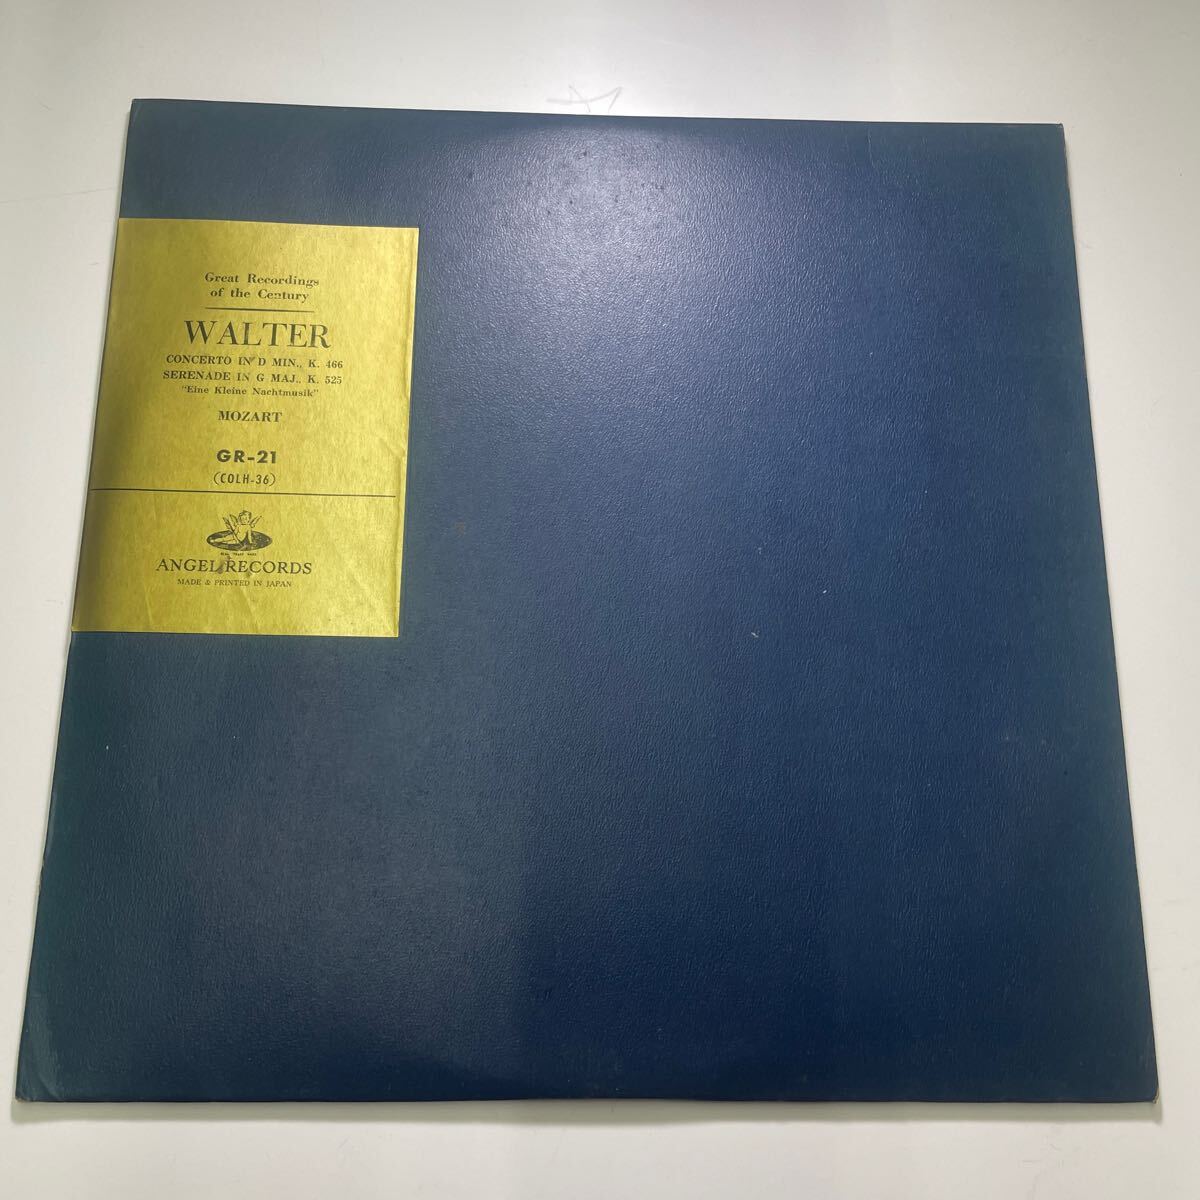 Great Recordings
of the Century
WALTER
CONCERTO IN D MIN., K. 466
SERENADE IN G MAJ., K. 525
"Eine Kleine Nachtmusik"
MOZART
GR-21
(COLH-36)
ANGEL RECORDS
MADE & PRINTED IN JAPAN